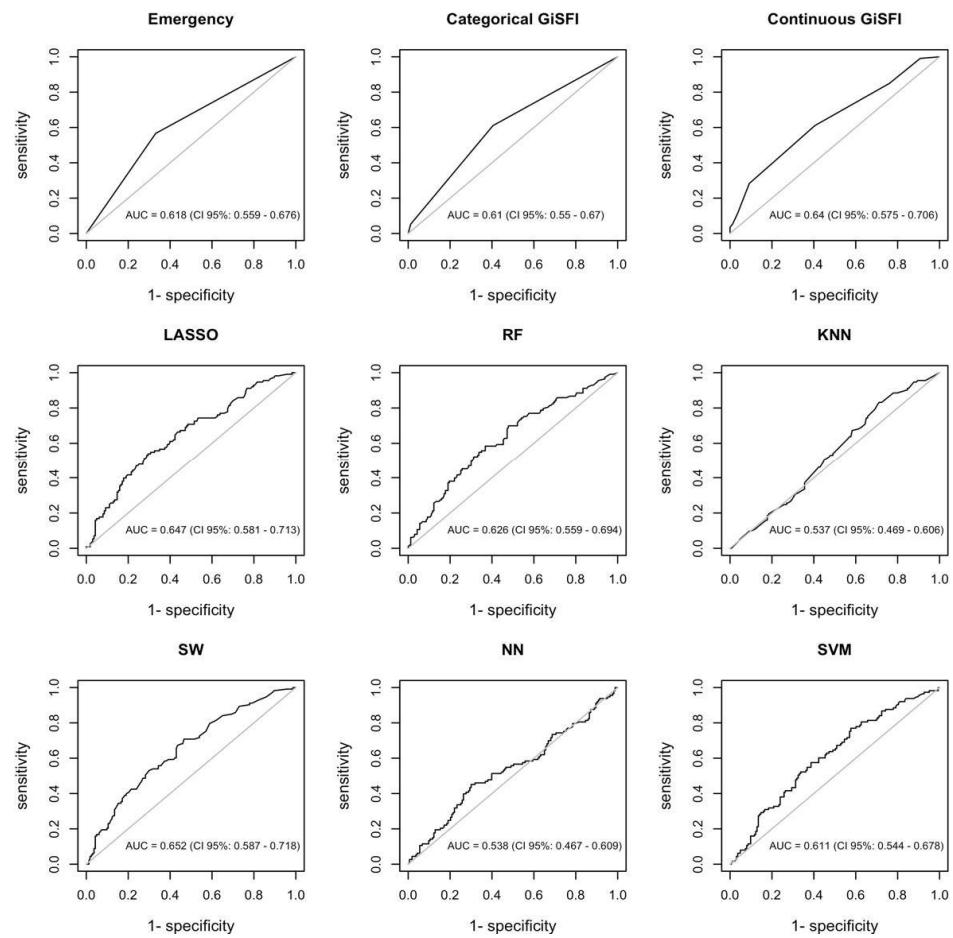 Emergency
Categorical GiSFI
Continuous GiSFI
sensitivity
0.0 0.2 0.4 0.6 0.8 1.0
AUC = 0.618 (CI 95%: 0.559 - 0.676)
0.0 0.2 0.4 0.6 0.8 1.0
1- specificity
sensitivity
0.0 0.2 0.4 0.6 0.8 1.0
AUC = 0.61 (CI 95%: 0.55 - 0.67)
0.0 0.2 0.4 0.6 0.8 1.0
1- specificity
sensitivity
0.0 0.2 0.4 0.6 0.8 1.0
AUC = 0.64 (CI 95%: 0.575 - 0.706)
0.0 0.2 0.4 0.6 0.8 1.0
1- specificity
LASSO
RF
KNN
sensitivity
0.0 0.2 0.4 0.6 0.8 1.0
AUC = 0.647 (CI 95%: 0.581 - 0.713)
0.0 0.2 0.4 0.6 0.8 1.0
1- specificity
sensitivity
0.0 0.2 0.4 0.6 0.8 1.0
AUC = 0.626 (CI 95%: 0.559 - 0.694)
0.0 0.2 0.4 0.6 0.8 1.0
1- specificity
sensitivity
0.0 0.2 0.4 0.6 0.8 1.0
AUC = 0.537 (CI 95%: 0.469 - 0.606)
0.0 0.2 0.4 0.6 0.8 1.0
1- specificity
SW
NN
SVM
sensitivity
0.0 0.2 0.4 0.6 0.8 1.0
AUC = 0.652 (CI 95%: 0.587 - 0.718)
0.0 0.2 0.4 0.6 0.8 1.0
1- specificity
sensitivity
0.0 0.2 0.4 0.6 0.8 1.0
AUC = 0.538 (CI 95%: 0.467 - 0.609)
0.0 0.2 0.4 0.6 0.8 1.0
1- specificity
sensitivity
0.0 0.2 0.4 0.6 0.8 1.0
AUC = 0.611 (CI 95%: 0.544 - 0.678)
0.0 0.2 0.4 0.6 0.8 1.0
1- specificity